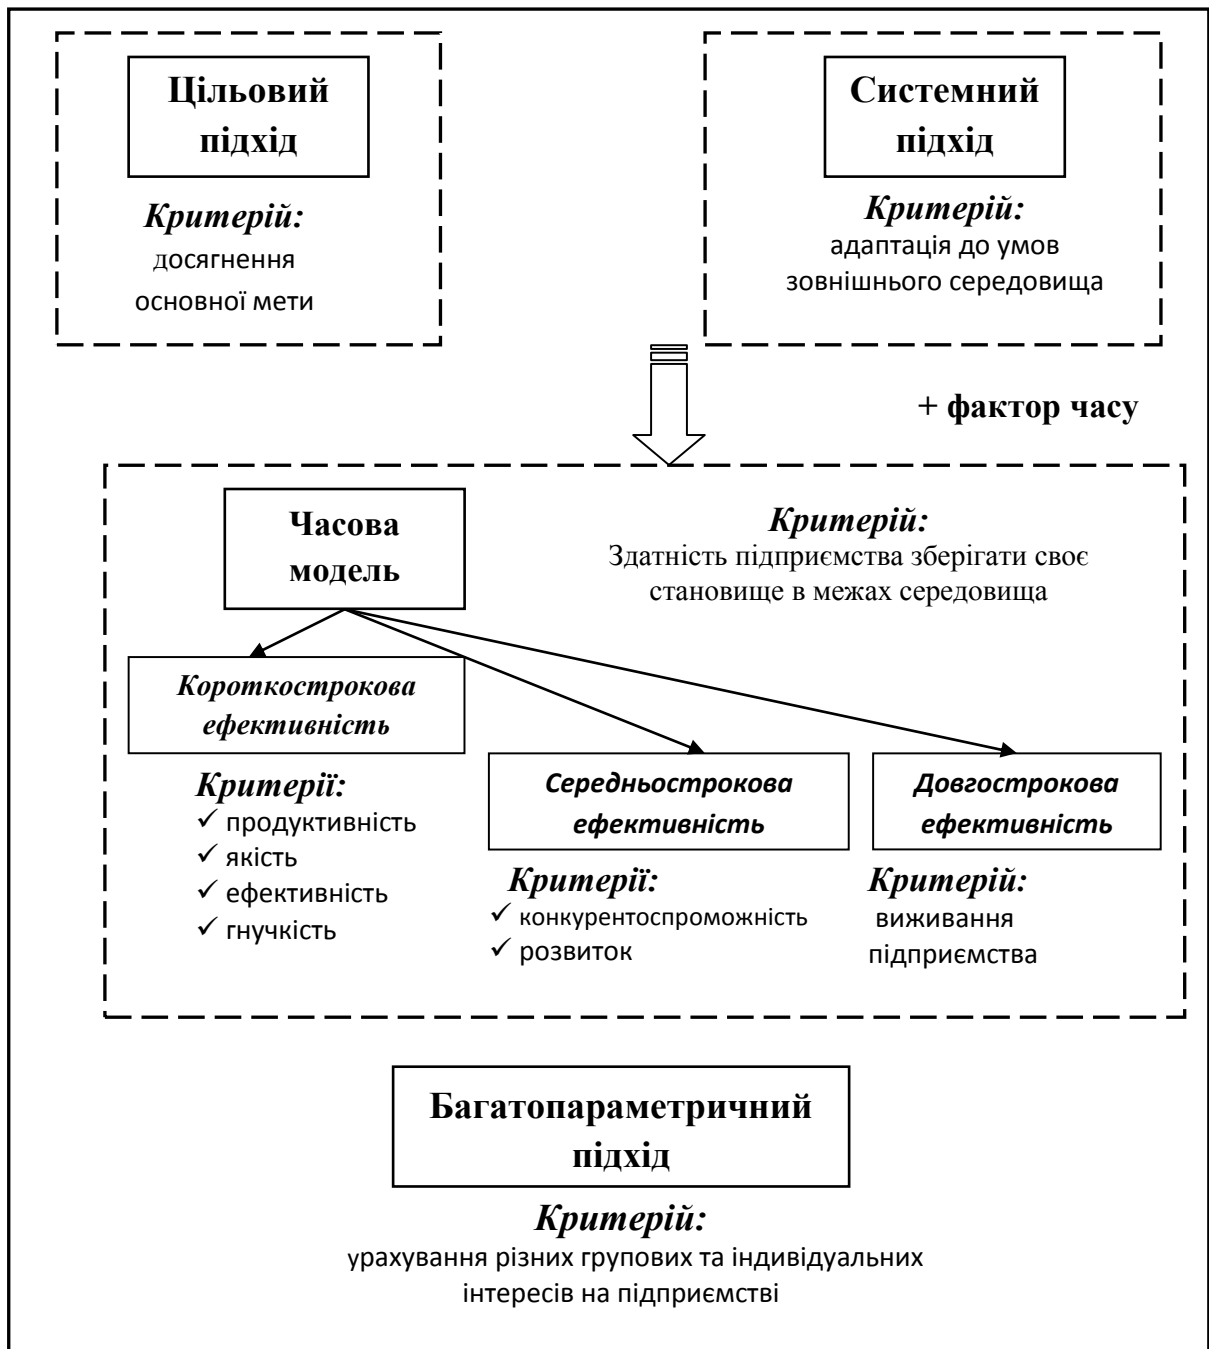 Цільовий
підхід
Критерій:
досягнення
основної мети
Системний
підхід
Критерій:
адаптація до умов
зовнішнього середовища
+ фактор часу
Часова
модель
Критерій:
Здатність підприємства зберігати своє
становище в межах середовища
Короткострокова
ефективність
Критерії:
✓ продуктивність
✓ якість
✓ ефективність
✓ гнучкість
Середньострокова
ефективність
Критерії:
✓ конкурентоспроможність
✓ розвиток
Довгострокова
ефективність
Критерій:
виживання
підприємства
Багатопараметричний
підхід
Критерій:
урахування різних групових та індивідуальних
інтересів на підприємстві